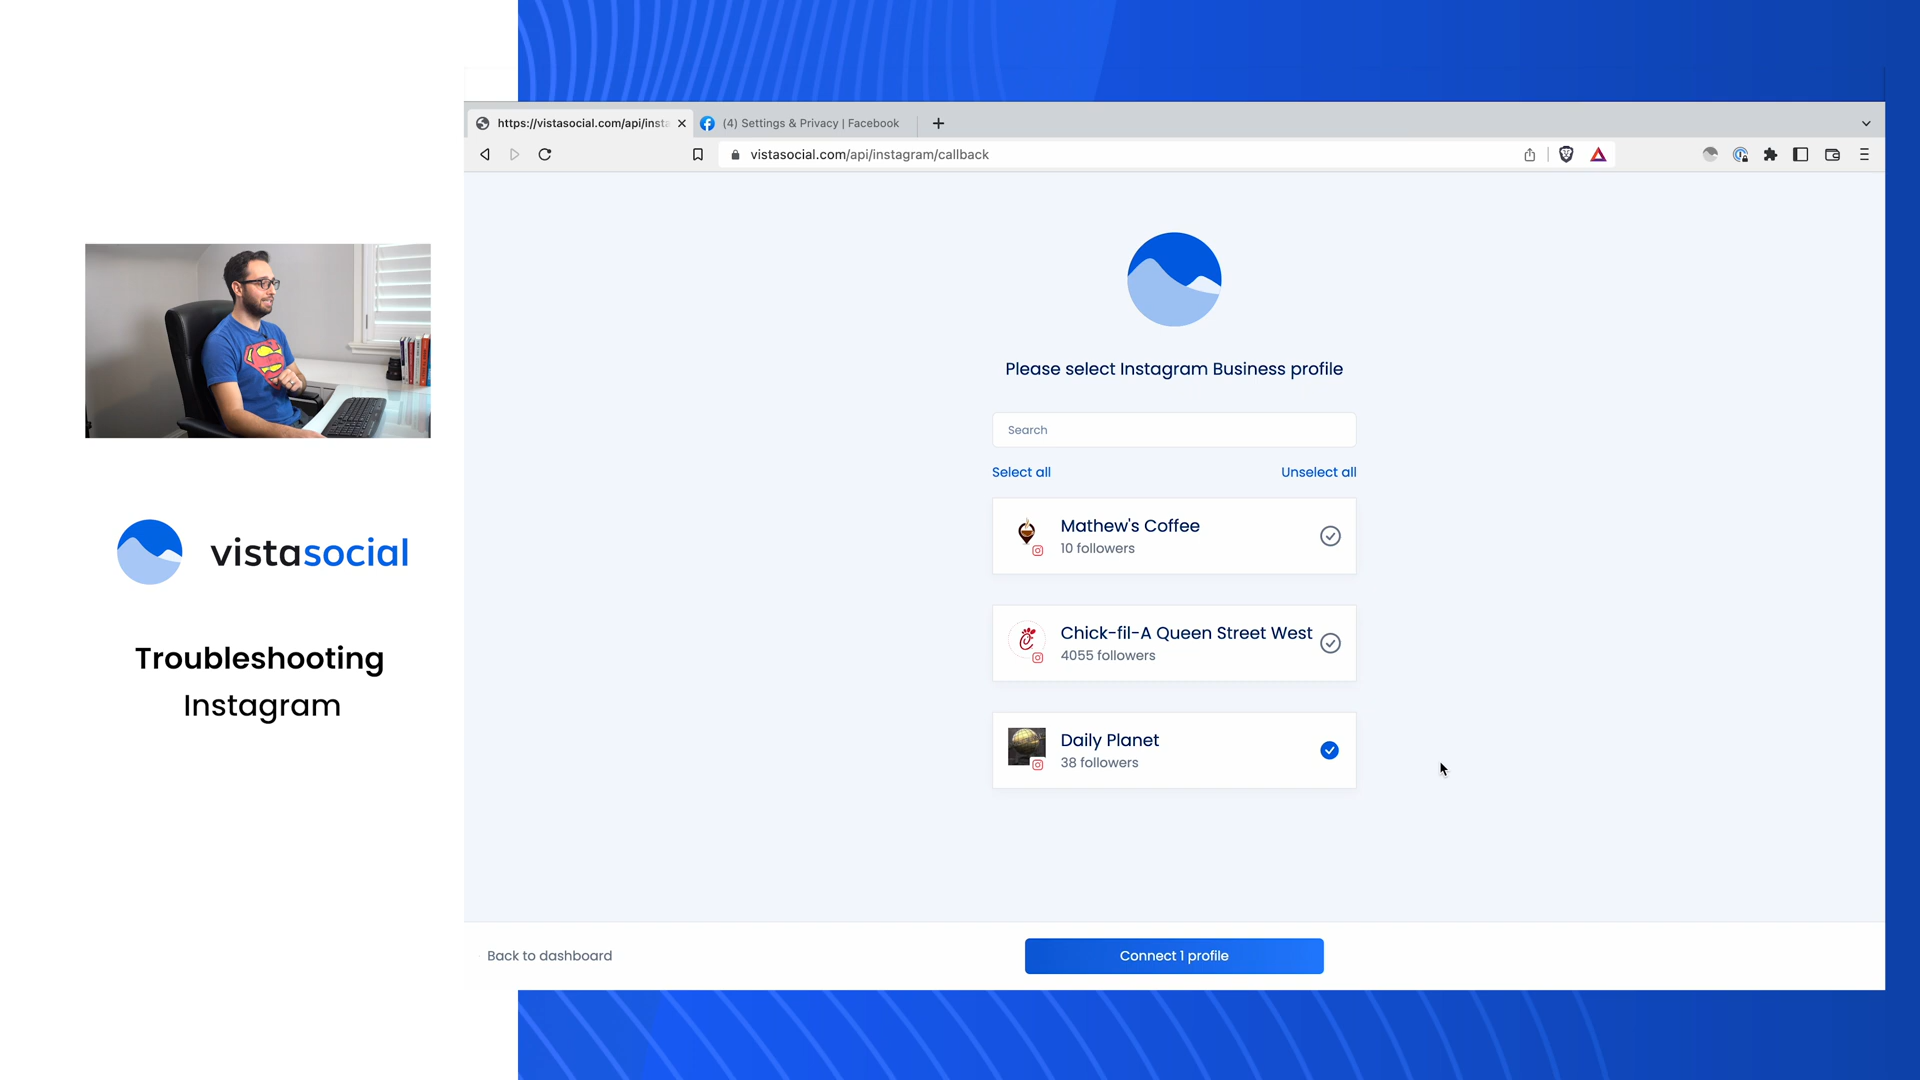 https://vistasocial.com/api/insta
(4) Settings & Privacy | Facebook
vistasocial.com/api/instagram/callback
Please select Instagram Business profile
Search
Select all
Unselect all
Mathew's Coffee
10 followers
Chick-fil-A Queen Street West
4055 followers
Daily Planet
38 followers
Back to dashboard
Connect 1 profile
vistasocial
Troubleshooting
Instagram